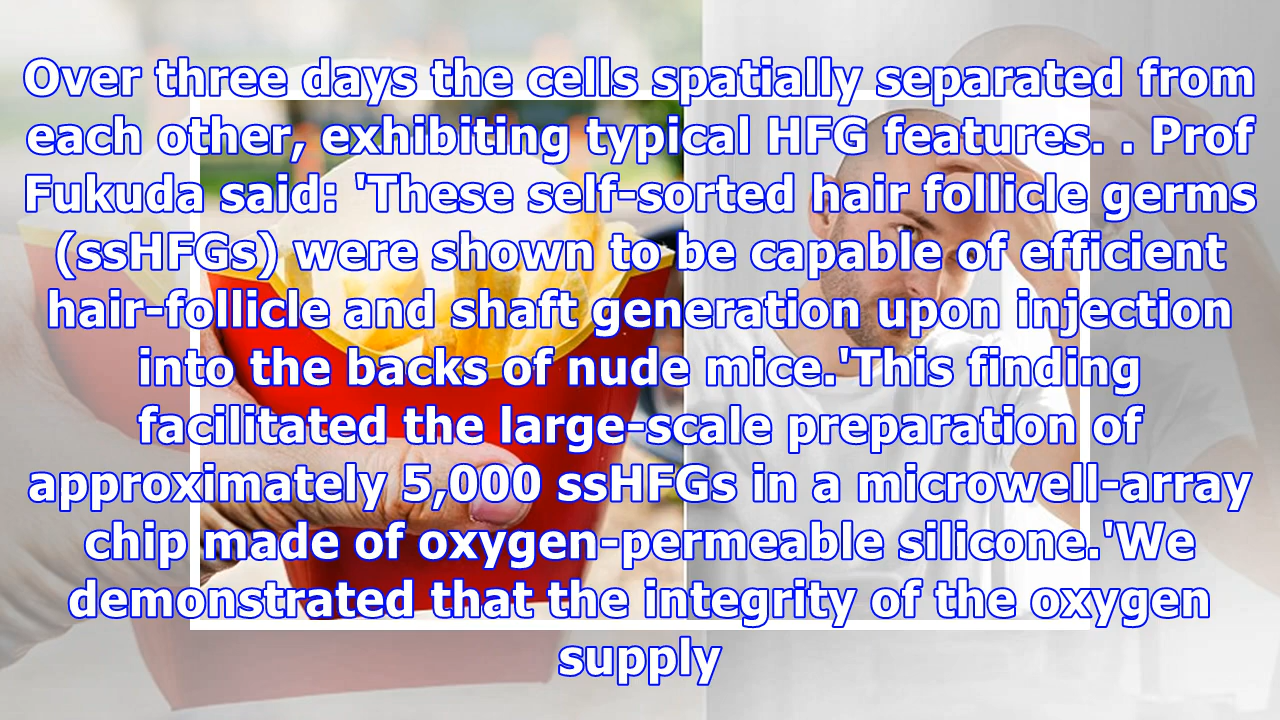 Over three days the cells spatially separated from
each other, exhibiting typical HFG features. . Prof
Fukuda said: 'These self-sorted hair follicle germs
(ssHFGs) were shown to be capable of efficient
hair-follicle and shaft generation upon injection
into the backs of nude mice.'This finding
facilitated the large-scale preparation of
approximately 5,000 ssHFGs in a microwell-array
chip made of oxygen-permeable silicone.'We
demonstrated that the integrity of the oxygen
supply